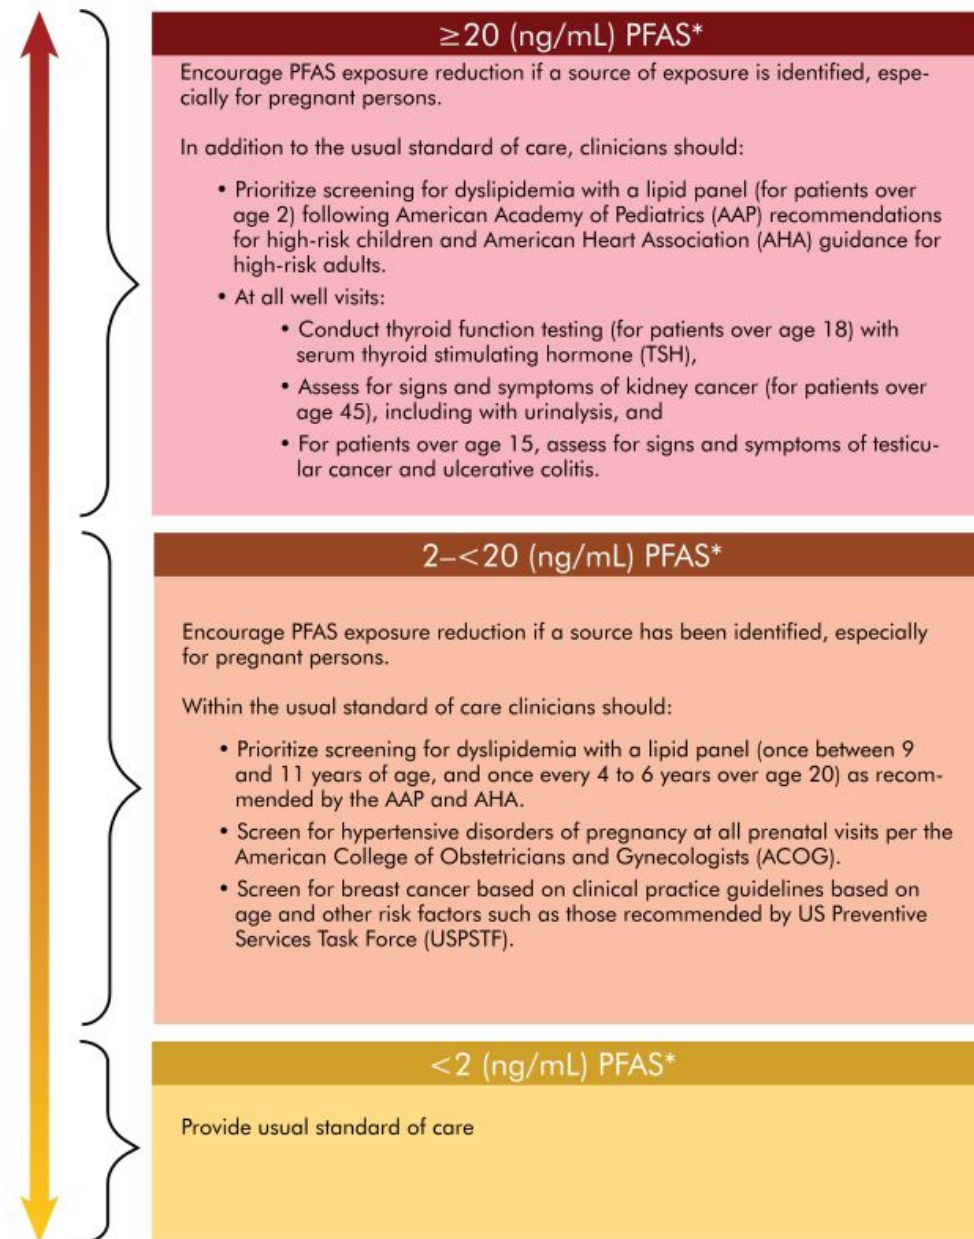 ≥20 (ng/mL) PFAS*
Encourage PFAS exposure reduction if a source of exposure is identified, espe-
cially for pregnant persons.
In addition to the usual standard of care, clinicians should:
• Prioritize screening for dyslipidemia with a lipid panel (for patients over
age 2) following American Academy of Pediatrics (AAP) recommendations
for high-risk children and American Heart Association (AHA) guidance for
high-risk adults.
• At all well visits:
• Conduct thyroid function testing (for patients over age 18) with
serum thyroid stimulating hormone (TSH),
• Assess for signs and symptoms of kidney cancer (for patients over
age 45), including with urinalysis, and
• For patients over age 15, assess for signs and symptoms of testicu-
lar cancer and ulcerative colitis.
2–<20 (ng/mL) PFAS*
Encourage PFAS exposure reduction if a source has been identified, especially
for pregnant persons.
Within the usual standard of care clinicians should:
• Prioritize screening for dyslipidemia with a lipid panel (once between 9
and 11 years of age, and once every 4 to 6 years over age 20) as recom-
mended by the AAP and AHA.
• Screen for hypertensive disorders of pregnancy at all prenatal visits per the
American College of Obstetricians and Gynecologists (ACOG).
• Screen for breast cancer based on clinical practice guidelines based on
age and other risk factors such as those recommended by US Preventive
Services Task Force (USPSTF).
<2 (ng/mL) PFAS*
Provide usual standard of care